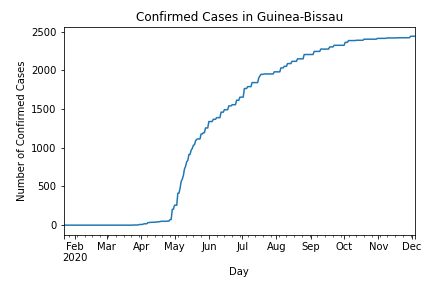 Confirmed Cases in Guinea-Bissau
Number of Confirmed Cases
2500
2000
1500
1000
500
0
Feb Mar Apr May Jun Jul Aug Sep Oct Nov Dec
2020
Day